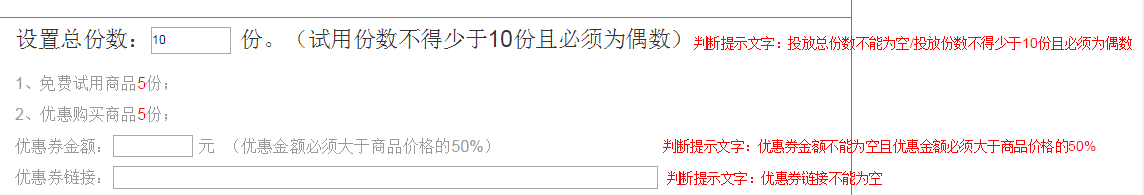 设置总份数：10 份。（试用份数不得少于10份且必须为偶数）判断提示文字：投放总份数不能为空/投放份数不得少于10份且必须为偶数
1、免费试用商品5份；
2、优惠购买商品5份；
优惠券金额： 元 （优惠金额必须大于商品价格的50%） 判断提示文字：优惠券金额不能为空且优惠金额必须大于商品价格的50%
优惠券链接： 判断提示文字：优惠券链接不能为空